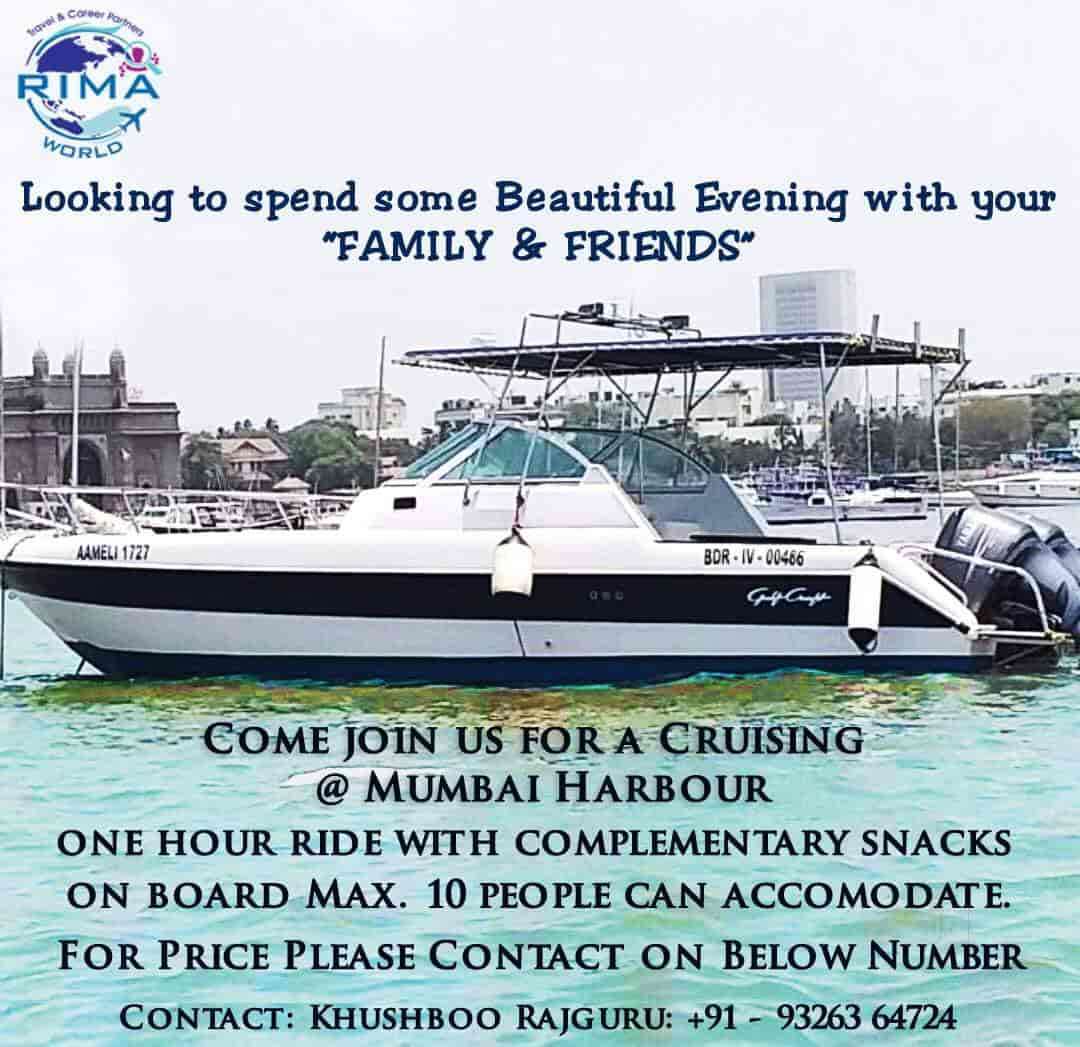 Travel & Career Partners
RIMA
WORLD
Looking to spend some Beautiful Evening with your
"FAMILY & FRIENDS"
AAMELI 1727
BDR - IV - 00466
Gulf Craft
COME JOIN US FOR A CRUISING
@ MUMBAI HARBOUR
ONE HOUR RIDE WITH COMPLEMENTARY SNACKS
ON BOARD MAX. 10 PEOPLE CAN ACCOMODATE.
FOR PRICE PLEASE CONTACT ON BELOW NUMBER
CONTACT: KHUSHBOO RAJGURU: +91 - 93263 64724